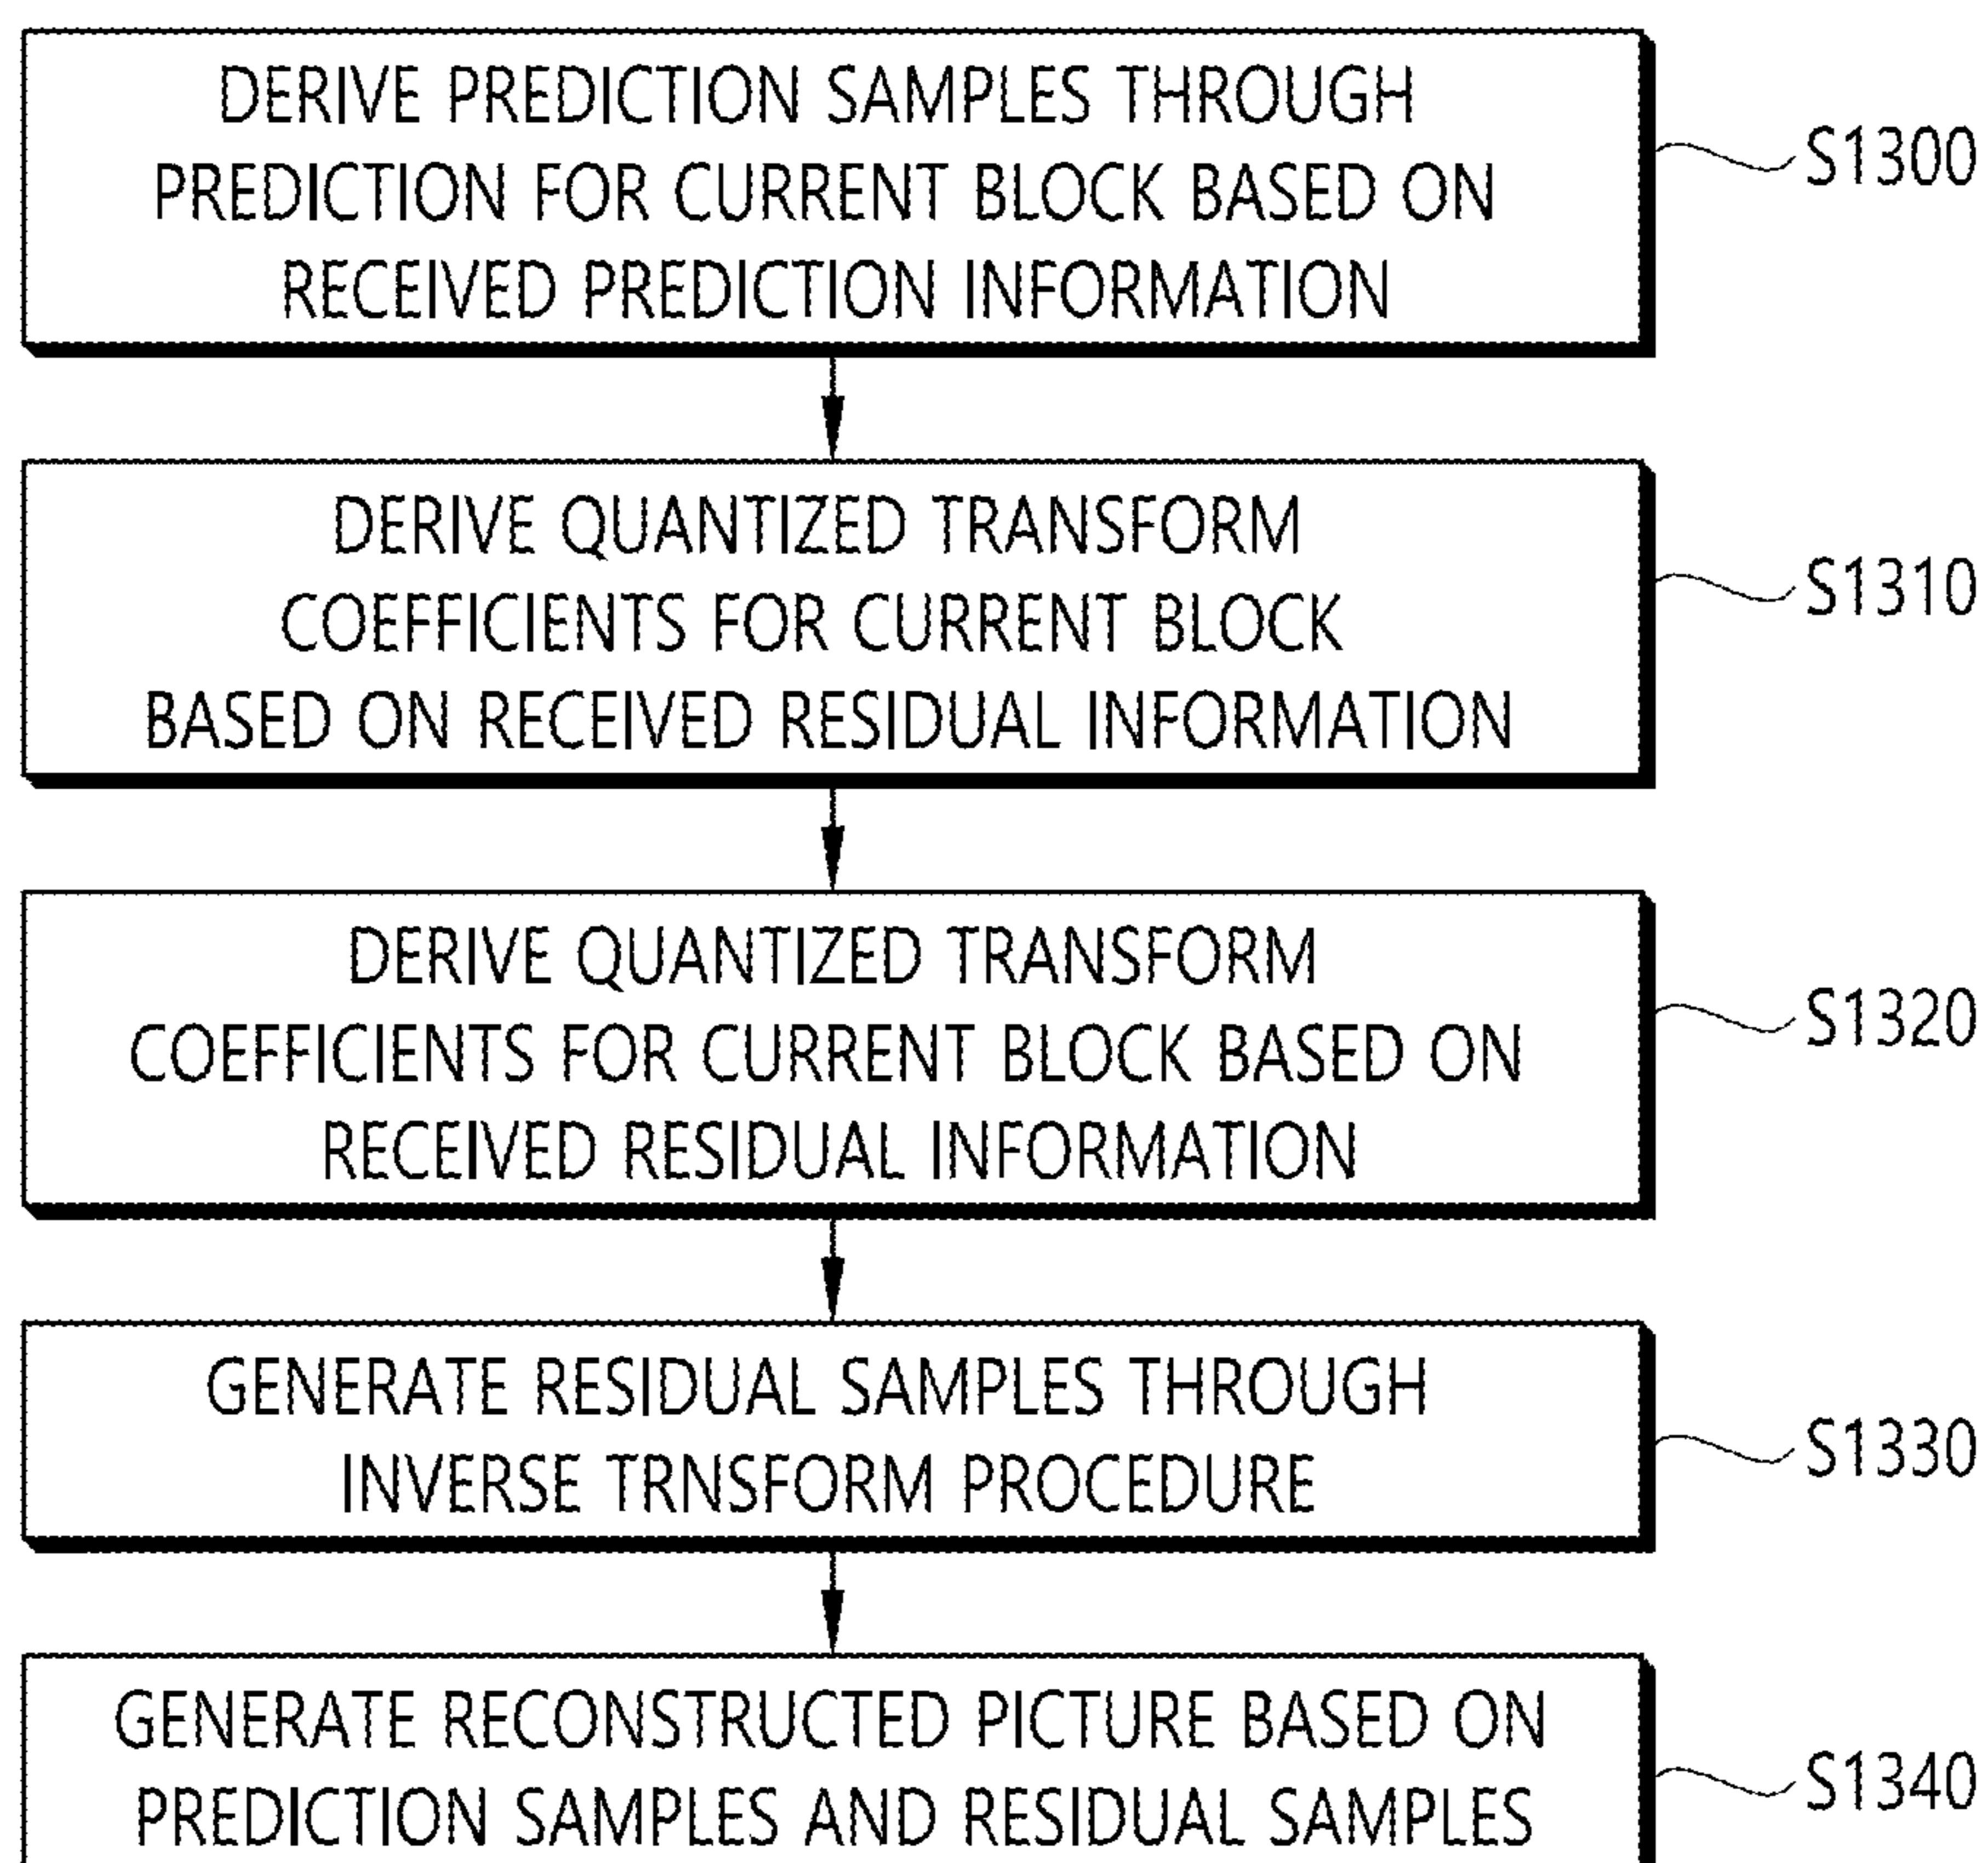 DERIVE PREDICTION SAMPLES THROUGH
PREDICTION FOR CURRENT BLOCK BASED ON
RECEIVED PREDICTION INFORMATION
S1300
DERIVE QUANTIZED TRANSFORM
COEFFICIENTS FOR CURRENT BLOCK
BASED ON RECEIVED RESIDUAL INFORMATION
S1310
DERIVE QUANTIZED TRANSFORM
COEFFICIENTS FOR CURRENT BLOCK BASED ON
RECEIVED RESIDUAL INFORMATION
S1320
GENERATE RESIDUAL SAMPLES THROUGH
INVERSE TRNSFORM PROCEDURE
S1330
GENERATE RECONSTRUCTED PICTURE BASED ON
PREDICTION SAMPLES AND RESIDUAL SAMPLES
S1340